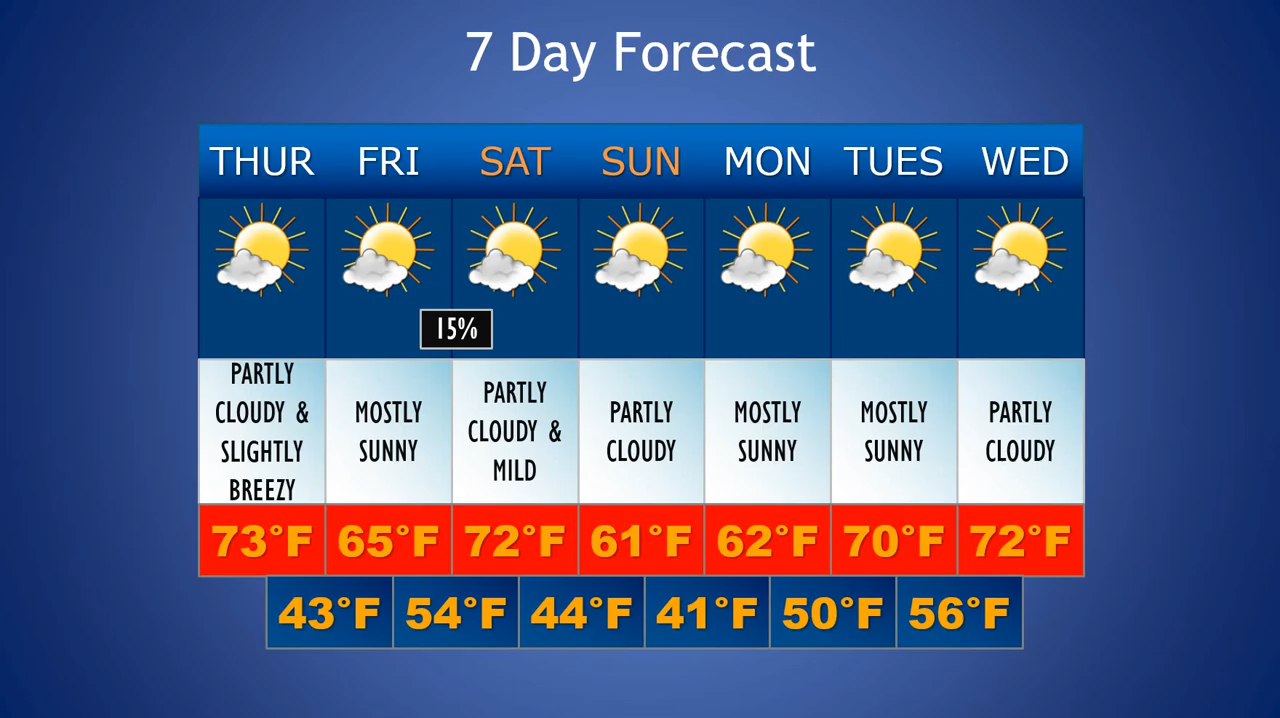 7 Day Forecast
THUR FRI SAT SUN MON TUES WED
15%
PARTLY
CLOUDY &
SLIGHTLY
BREEZY
MOSTLY
SUNNY
PARTLY
CLOUDY &
MILD
PARTLY
CLOUDY
MOSTLY
SUNNY
MOSTLY
SUNNY
PARTLY
CLOUDY
73°F 65°F 72°F 61°F 62°F 70°F 72°F
43°F 54°F 44°F 41°F 50°F 56°F